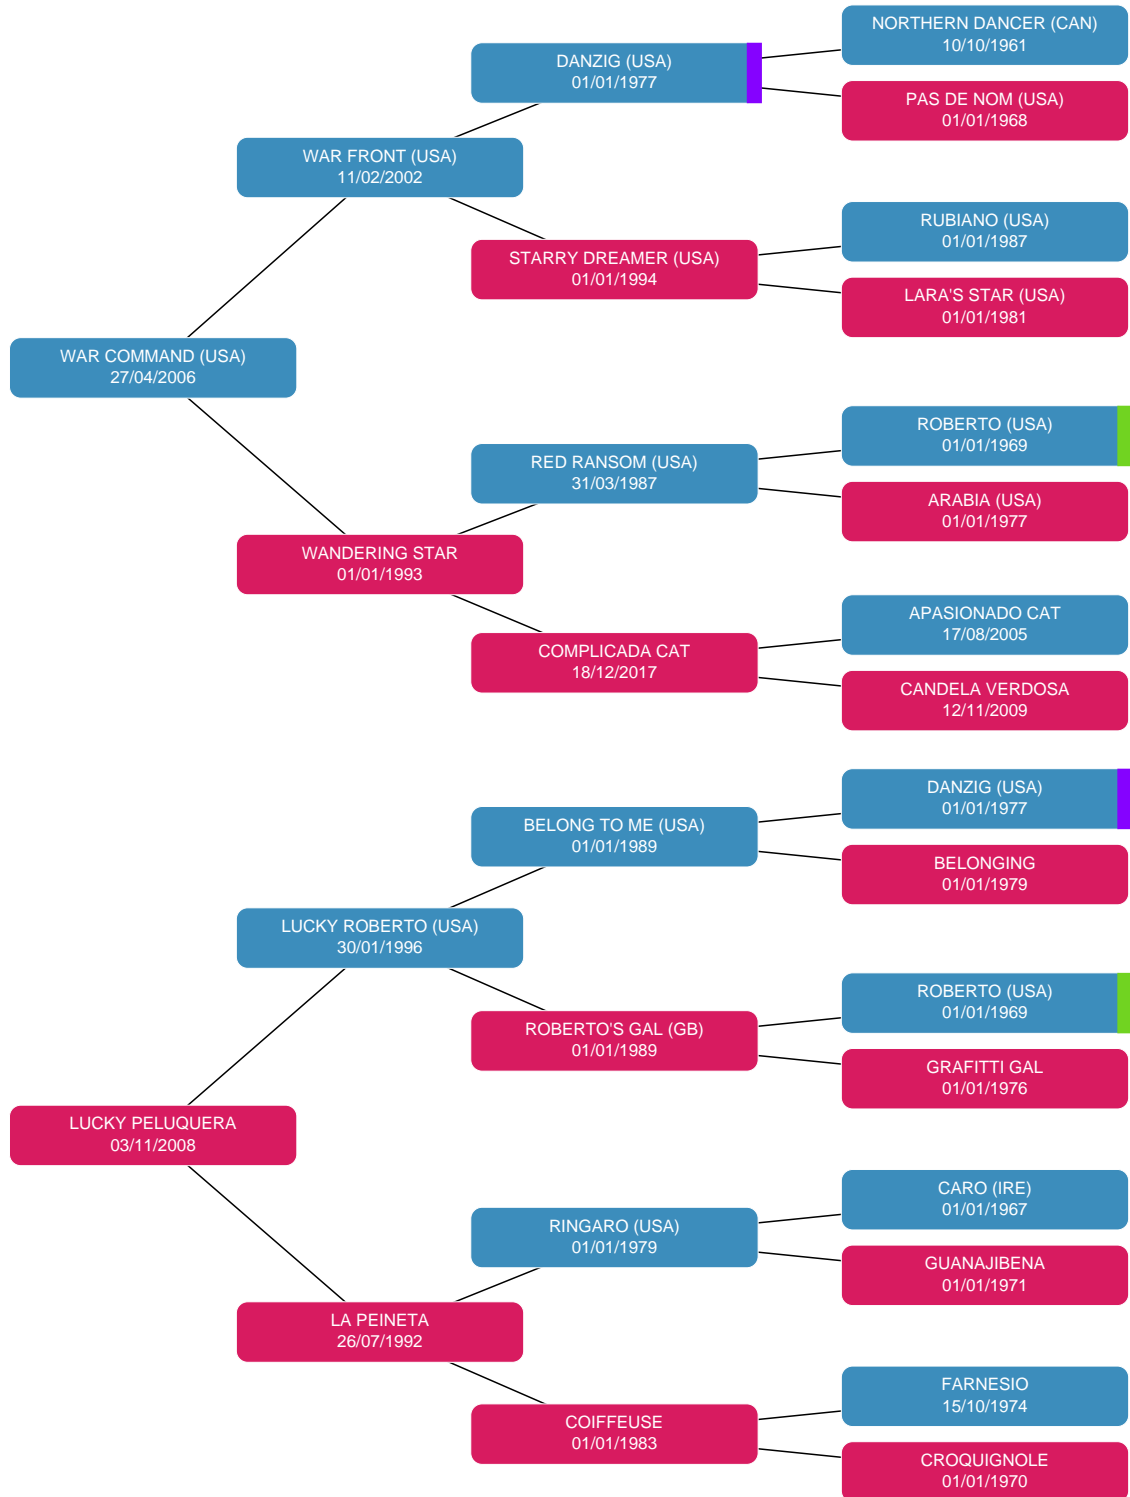 NORTHERN DANCER (CAN)
10/10/1961
DANZIG (USA)
01/01/1977
PAS DE NOM (USA)
01/01/1968
WAR FRONT (USA)
11/02/2002
RUBIANO (USA)
01/01/1987
STARRY DREAMER (USA)
01/01/1994
LARA'S STAR (USA)
01/01/1981
WAR COMMAND (USA)
27/04/2006
ROBERTO (USA)
01/01/1969
RED RANSOM (USA)
31/03/1987
ARABIA (USA)
01/01/1977
WANDERING STAR
01/01/1993
APASIONADO CAT
17/08/2005
COMPLICADA CAT
18/12/2017
CANDELA VERDOSA
12/11/2009
DANZIG (USA)
01/01/1977
BELONG TO ME (USA)
01/01/1989
BELONGING
01/01/1979
LUCKY ROBERTO (USA)
30/01/1996
ROBERTO (USA)
01/01/1969
ROBERTO'S GAL (GB)
01/01/1989
GRAFITTI GAL
01/01/1976
LUCKY PELUQUERA
03/11/2008
CARO (IRE)
01/01/1967
RINGARO (USA)
01/01/1979
GUANAJIBENA
01/01/1971
LA PEINETA
26/07/1992
FARNESIO
15/10/1974
COIFFEUSE
01/01/1983
CROQUIGNOLE
01/01/1970